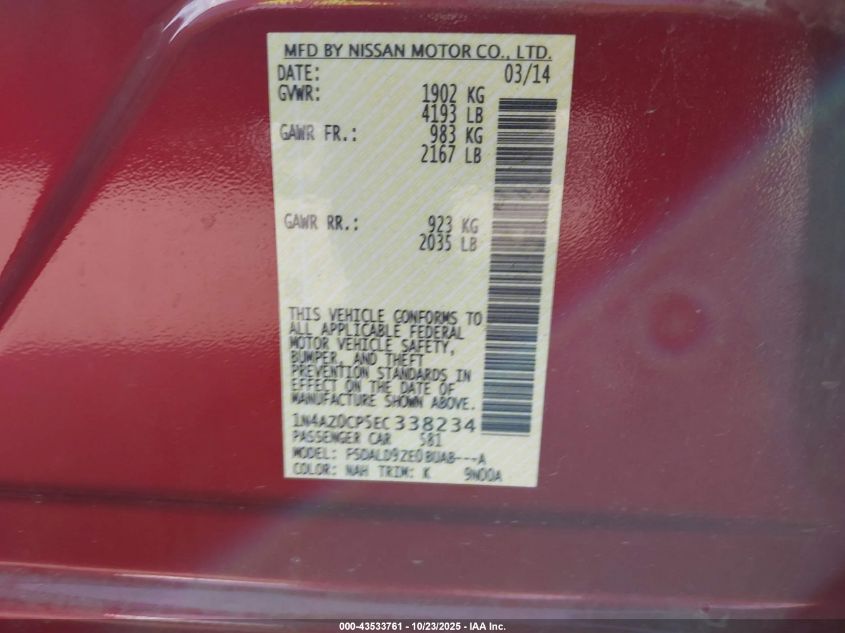 MFD BY NISSAN MOTOR CO., LTD.
DATE: 03/14
GVWR: 1902 KG
4193 LB
GAWR FR.: 983 KG
2167 LB
GAWR RR.: 923 KG
2035 LB
THIS VEHICLE CONFORMS TO
ALL APPLICABLE FEDERAL
MOTOR VEHICLE SAFETY,
BUMPER, AND THEFT
PREVENTION STANDARDS IN
EFFECT ON THE DATE OF
MANUFACTURE SHOWN ABOVE.
1N4AZ0CP5EC338234
PASSENGER CAR 581
MODEL: FSDALD9ZE0BUAB---A
COLOR: NAH TRIM: K 9N00A
000-43533761 - 10/23/2025 - IAA Inc.